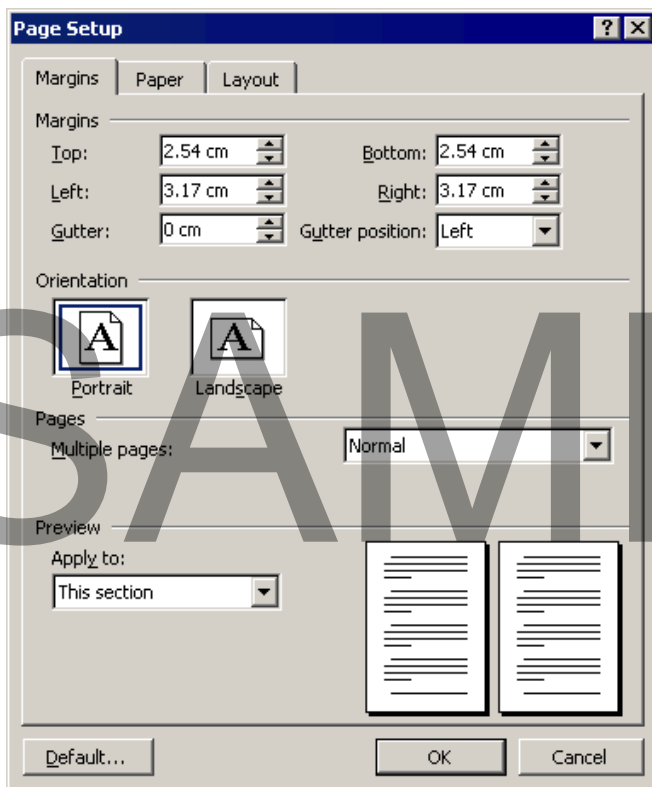 Page Setup
Margins Paper Layout
Margins
Top: 2.54 cm Bottom: 2.54 cm
Left: 3.17 cm Right: 3.17 cm
Gutter: 0 cm Gutter position: Left
Orientation
A A
Portrait Landscape
Pages
Multiple pages: Normal
Preview
Apply to:
This section
Default... OK Cancel
SAM